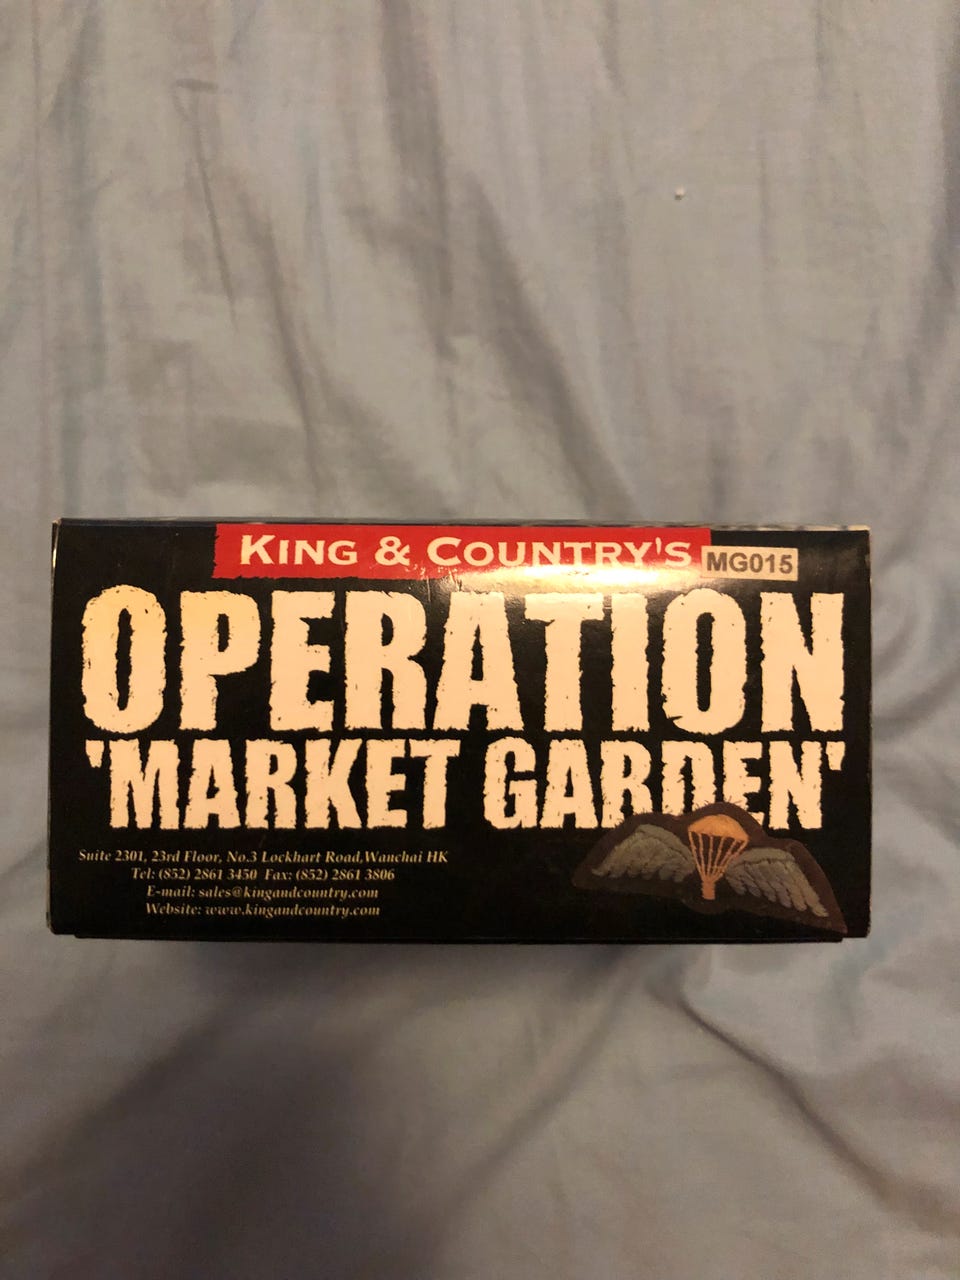 KING & COUNTRY'S
MG015
OPERATION
'MARKET GARDEN'
Suite 2301, 23rd Floor, No.3 Lockhart Road,Wanchai HK
Tel: (852) 2861 3450 Fax: (852) 2861 3806
E-mail: sales@kingandcountry.com
Website: www.kingandcountry.com